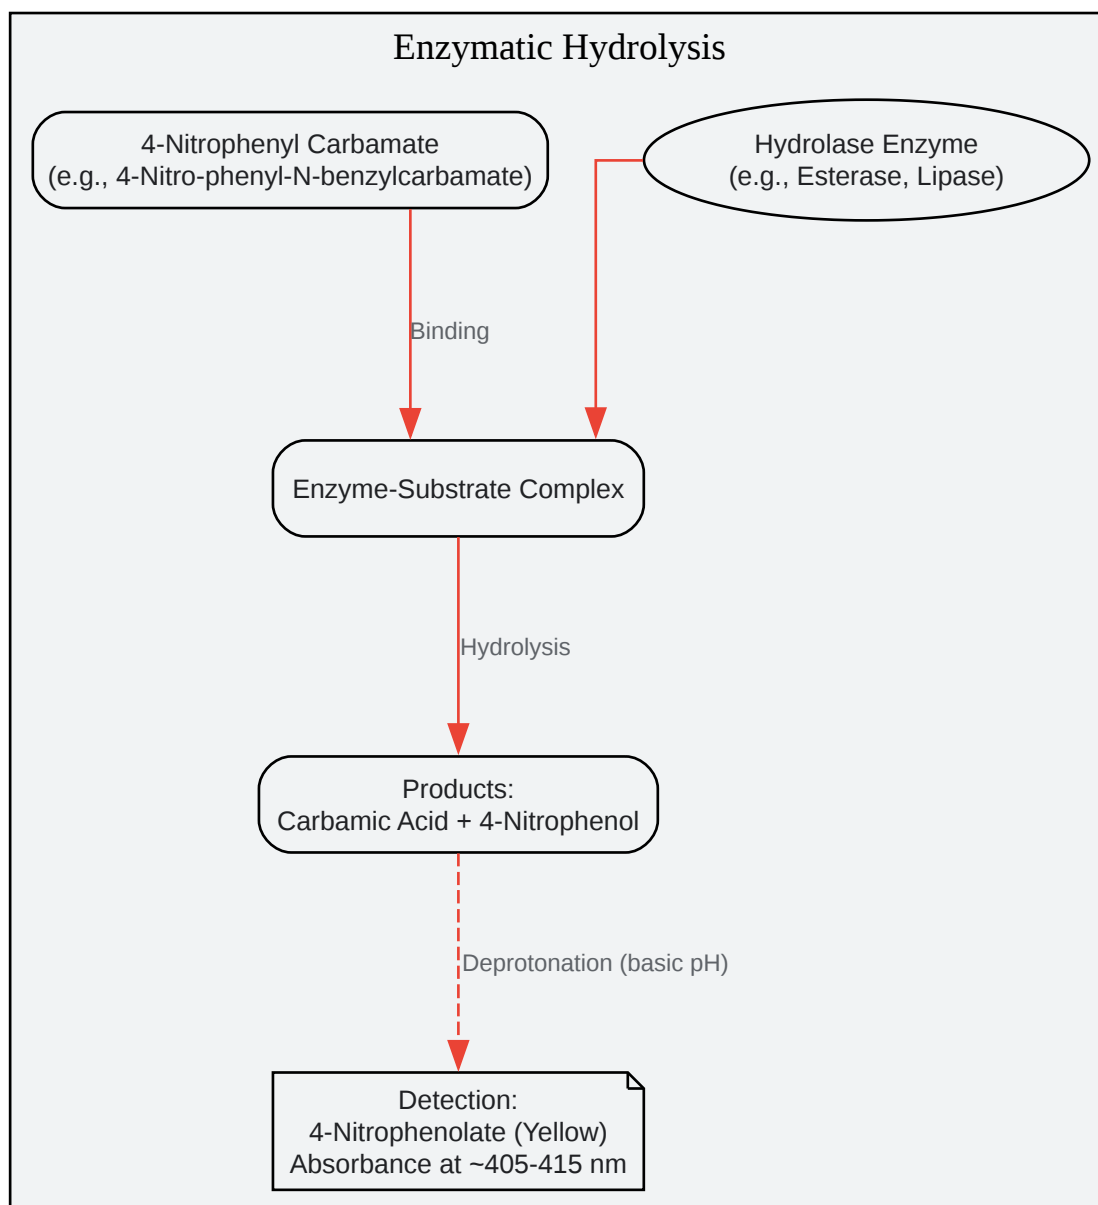 Enzymatic Hydrolysis
4-Nitrophenyl Carbamate
(e.g., 4-Nitro-phenyl-N-benzylcarbamate)
Hydrolase Enzyme
(e.g., Esterase, Lipase)
Binding
Enzyme-Substrate Complex
Hydrolysis
Products:
Carbamic Acid + 4-Nitrophenol
Deprotonation (basic pH)
Detection:
4-Nitrophenolate (Yellow)
Absorbance at ~405-415 nm